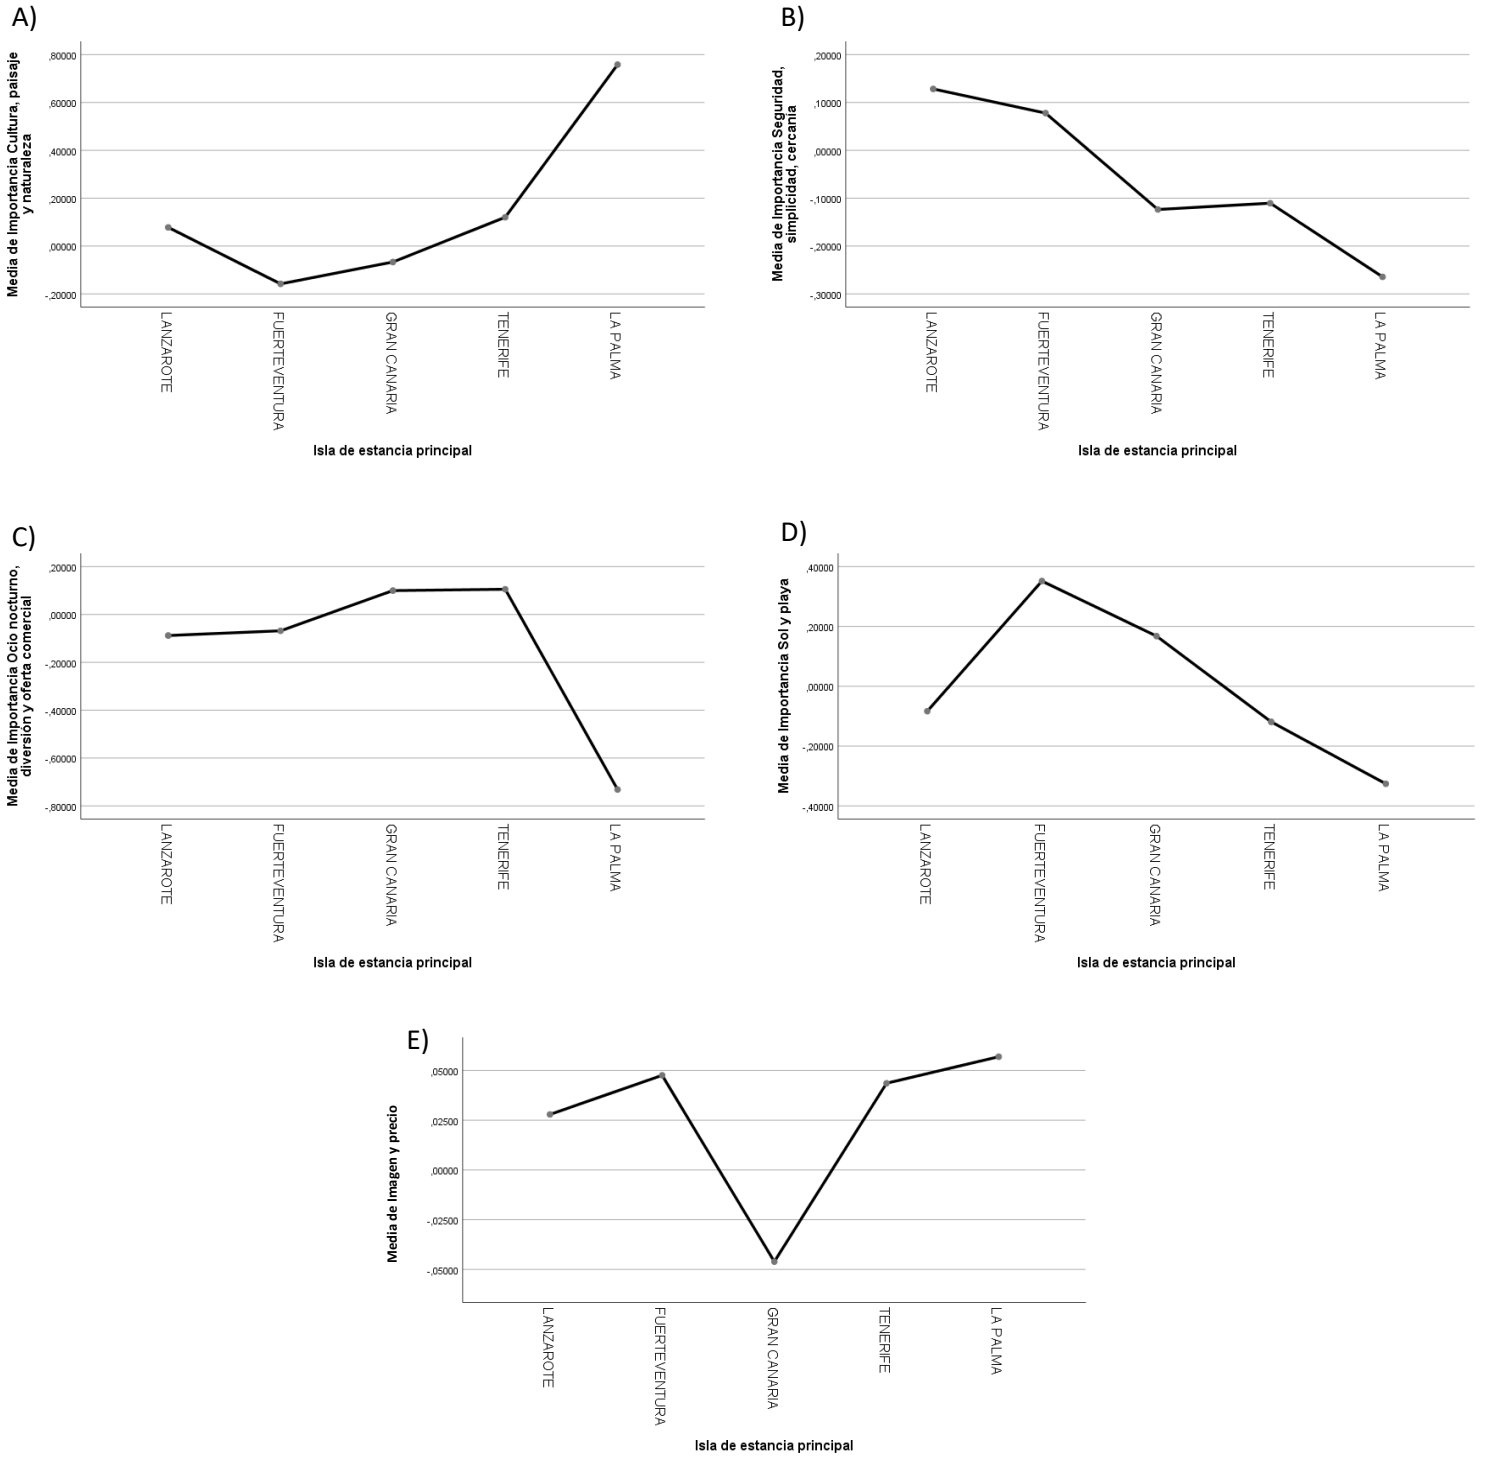 A)
Media de Importancia Cultura, paisaje
y naturaleza
,80000
,60000
,40000
,20000
,00000
-,20000
LANZAROTE
FUERTEVENTURA
GRAN CANARIA
TENERIFE
LA PALMA
Isla de estancia principal
B)
Media de Importancia Seguridad,
simplicidad, cercanía
,20000
,10000
,00000
-,10000
-,20000
-,30000
LANZAROTE
FUERTEVENTURA
GRAN CANARIA
TENERIFE
LA PALMA
Isla de estancia principal
C)
Media de Importancia Ocio nocturno,
diversión y oferta comercial
,20000
,00000
-,20000
-,40000
-,60000
-,80000
LANZAROTE
FUERTEVENTURA
GRAN CANARIA
TENERIFE
LA PALMA
Isla de estancia principal
D)
Media de Importancia Sol y playa
,40000
,20000
,00000
-,20000
-,40000
LANZAROTE
FUERTEVENTURA
GRAN CANARIA
TENERIFE
LA PALMA
Isla de estancia principal
E)
Media de Imagen y precio
,05000
,02500
,00000
-,02500
-,05000
LANZAROTE
FUERTEVENTURA
GRAN CANARIA
TENERIFE
LA PALMA
Isla de estancia principal